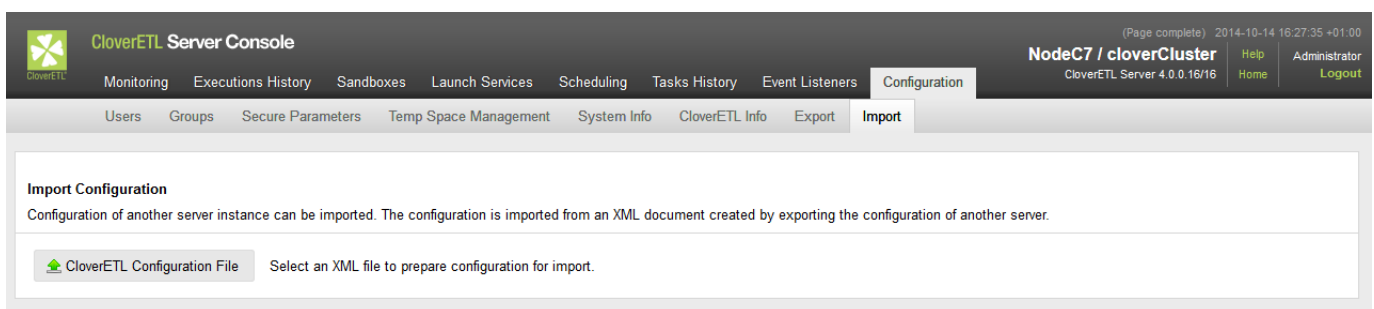 (Page complete) 2014-10-14 16:27:35 +01:00
CloverETL Server Console
NodeC7 / cloverCluster Help Administrator
CloverETL
CloverETL Server 4.0.0.16/16 Home Logout
Monitoring Executions History Sandboxes Launch Services Scheduling Tasks History Event Listeners Configuration
Users Groups Secure Parameters Temp Space Management System Info CloverETL Info Export Import
Import Configuration
Configuration of another server instance can be imported. The configuration is imported from an XML document created by exporting the configuration of another server.
CloverETL Configuration File Select an XML file to prepare configuration for import.